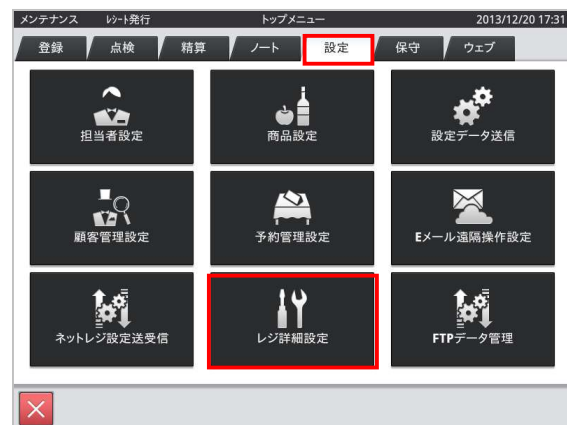 メンテナンス レシート発行 トップメニュー 2013/12/20 17:31
登録 点検 精算 ノート 設定 保守 ウェブ
担当者設定 商品設定 設定データ送信
顧客管理設定 予約管理設定 Eメール遠隔操作設定
ネットレジ設定送受信 レジ詳細設定 FTPデータ管理